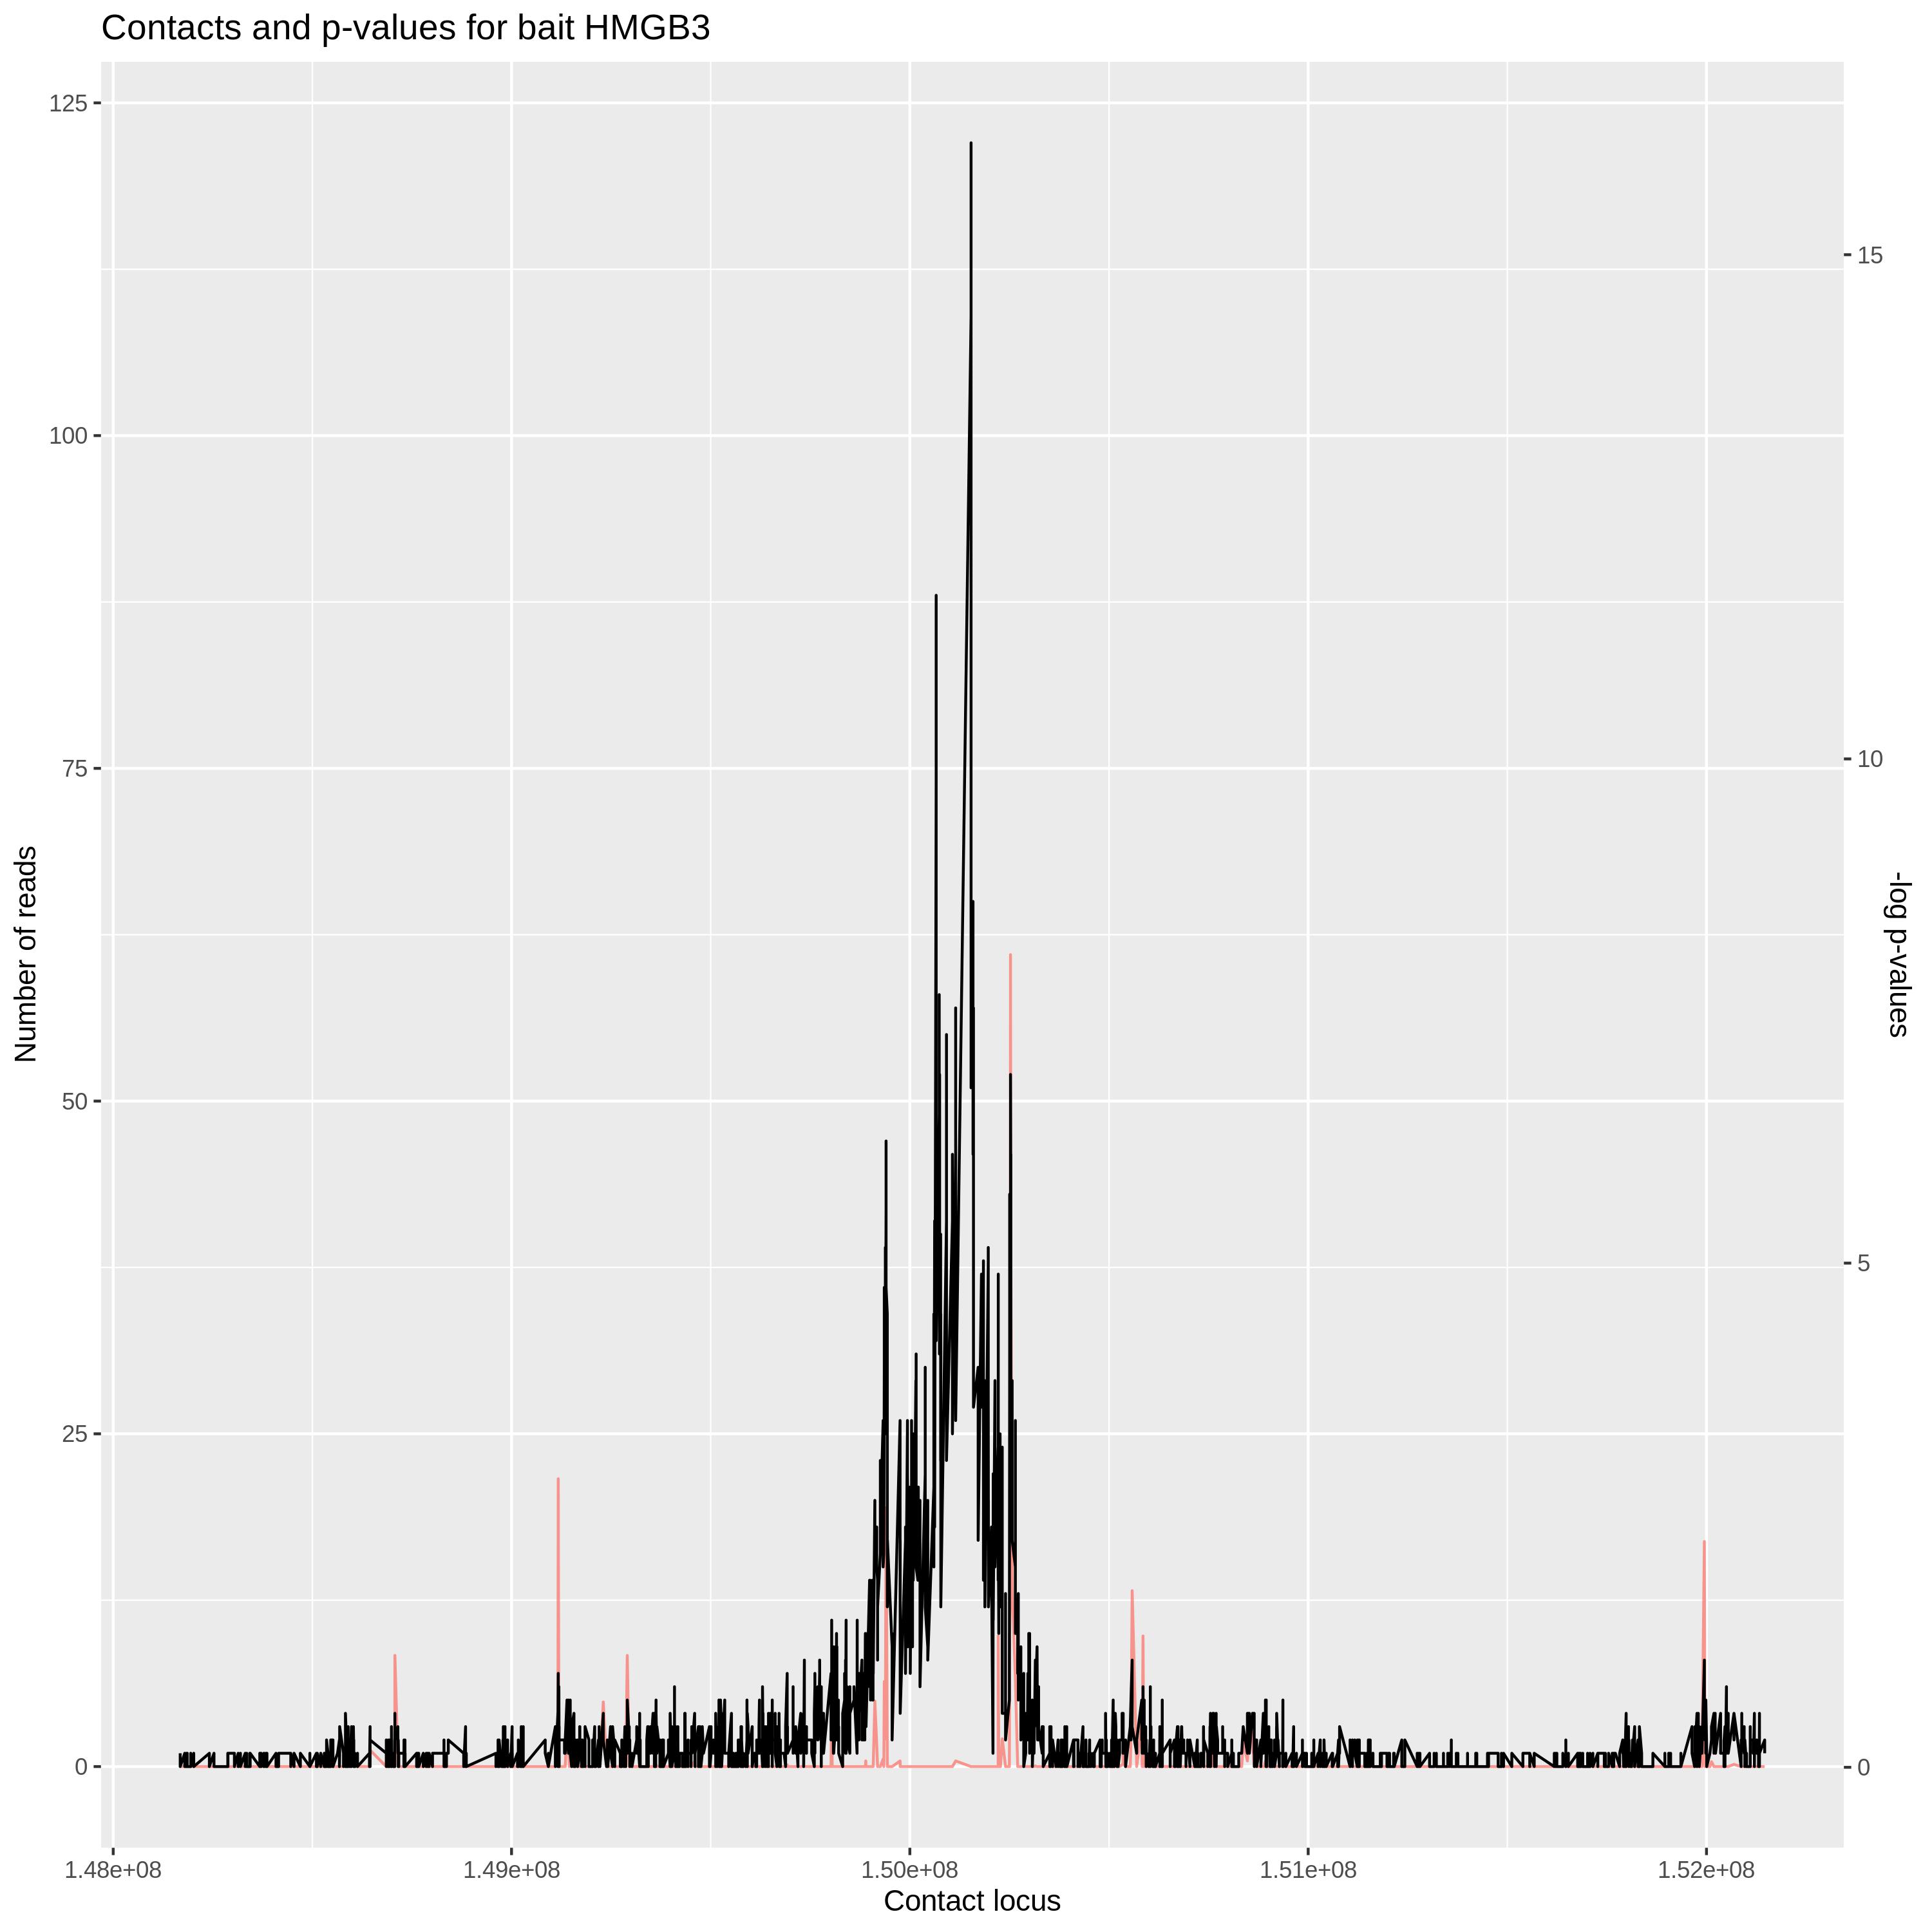 Contacts and p-values for bait HMGB3
125
100
75
50
25
0
Number of reads
15
10
5
0
-log p-values
1.48e+08 1.49e+08 1.50e+08 1.51e+08 1.52e+08
Contact locus